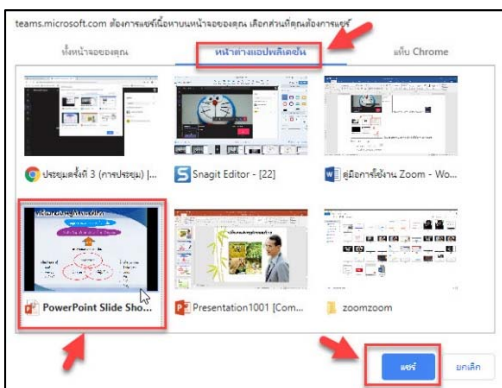 teams.microsoft.com ต้องการแชร์เนื้อหาบนหน้าจอของคุณ เลือกส่วนที่คุณต้องการแชร์
ทั้งหน้าจอของคุณ
หน้าต่างแอปพลิเคชัน
แท็บ Chrome
ประชุมครั้งที่ 3 (การประชุม) |...
Snagit Editor - [22]
คู่มือการใช้งาน Zoom - Wo...
PowerPoint Slide Sho...
Presentation1001 [Com...
zoomzoom
แชร์
ยกเลิก